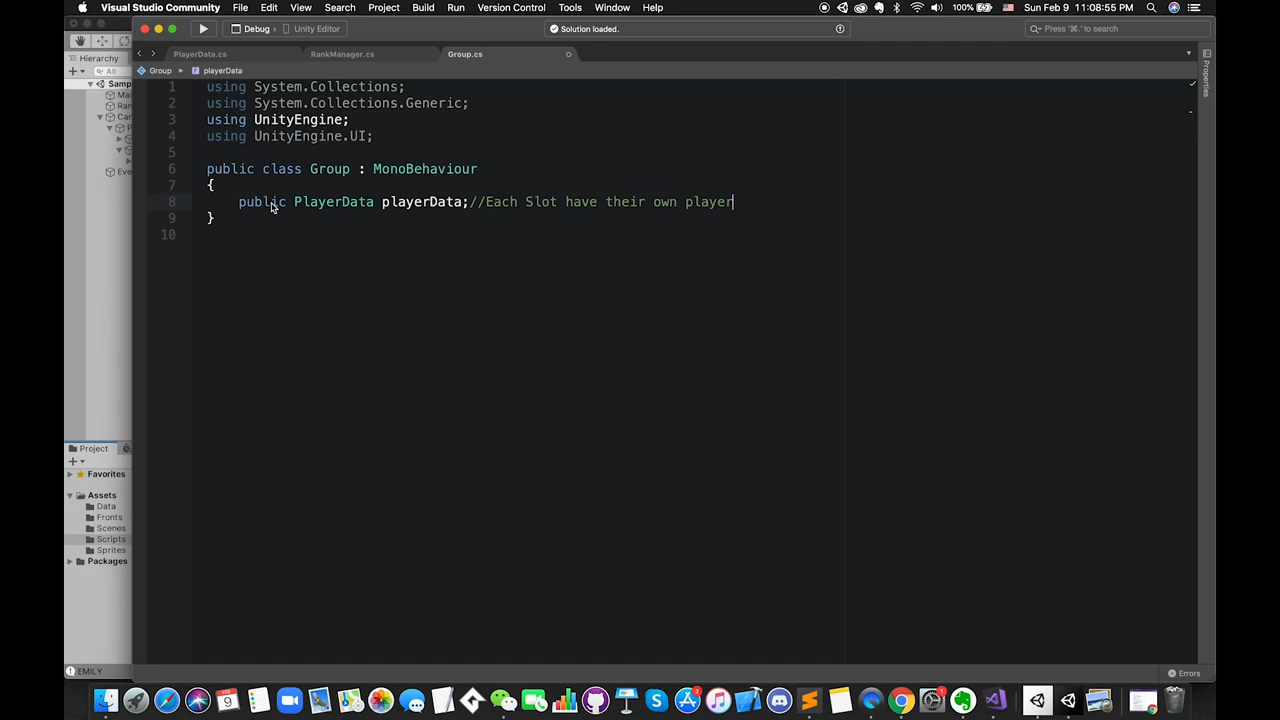 Visual Studio Community File Edit View Search Project Build Run Version Control Tools Window Help 100% Sun Feb 9 11:08:55 PM
Debug Unity Editor Solution loaded. Press '⌘.' to search
PlayerData.cs RankManager.cs Group.cs
Group playerData
Hierarchy
All
Samp
Mai
Ran
Can
P
Eve
Properties
1 using System.Collections;
2 using System.Collections.Generic;
3 using UnityEngine;
4 using UnityEngine.UI;
5
6 public class Group : MonoBehaviour
7 {
8 public PlayerData playerData;//Each Slot have their own player
9 }
10
Project
Favorites
Assets
Data
Fronts
Scenes
Scripts
Sprites
Packages
EMILY
Errors